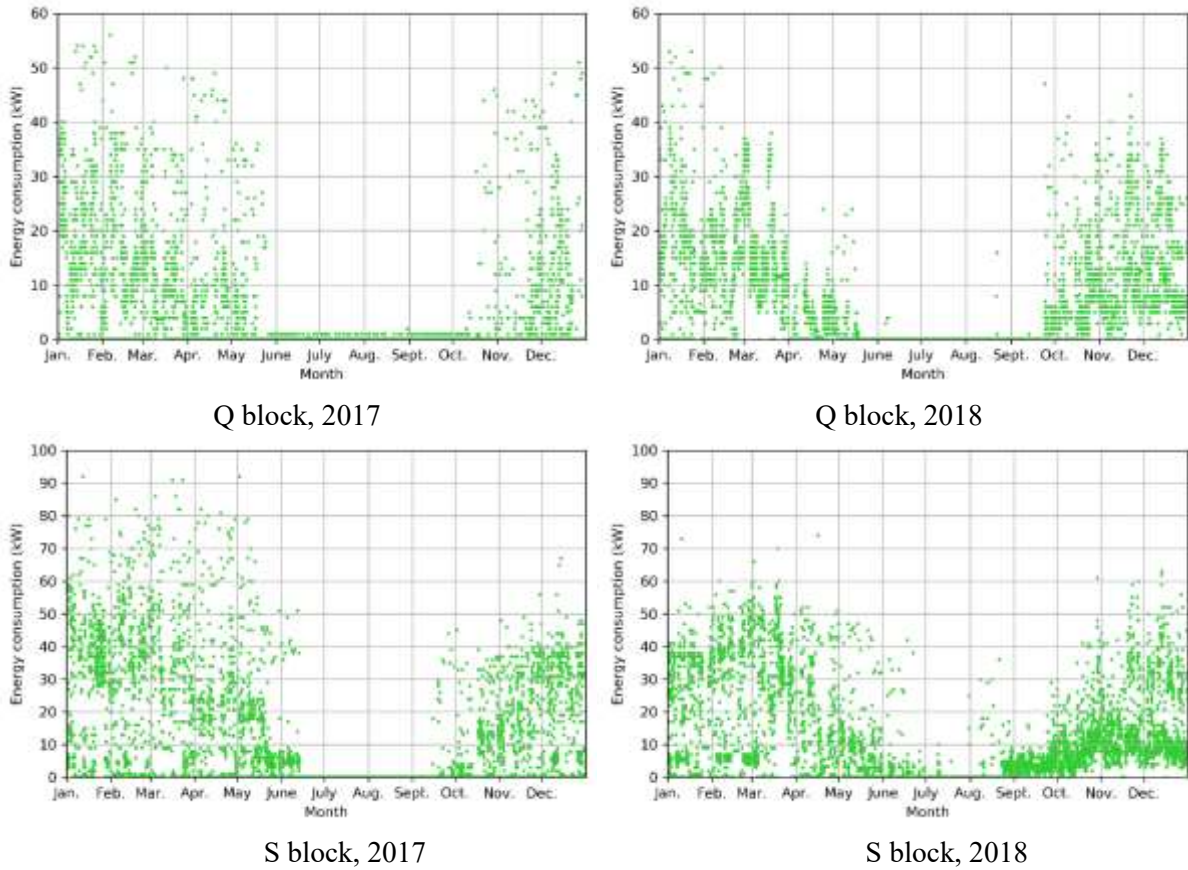 60
50
40
30
20
10
0
Energy consumption (kW)
Jan. Feb. Mar. Apr. May June July Aug. Sept. Oct. Nov. Dec.
Month
Q block, 2017
60
50
40
30
20
10
0
Energy consumption (kW)
Jan. Feb. Mar. Apr. May June July Aug. Sept. Oct. Nov. Dec.
Month
Q block, 2018
100
90
80
70
60
50
40
30
20
10
0
Energy consumption (kW)
Jan. Feb. Mar. Apr. May June July Aug. Sept. Oct. Nov. Dec.
Month
S block, 2017
100
90
80
70
60
50
40
30
20
10
0
Energy consumption (kW)
Jan. Feb. Mar. Apr. May June July Aug. Sept. Oct. Nov. Dec.
Month
S block, 2018